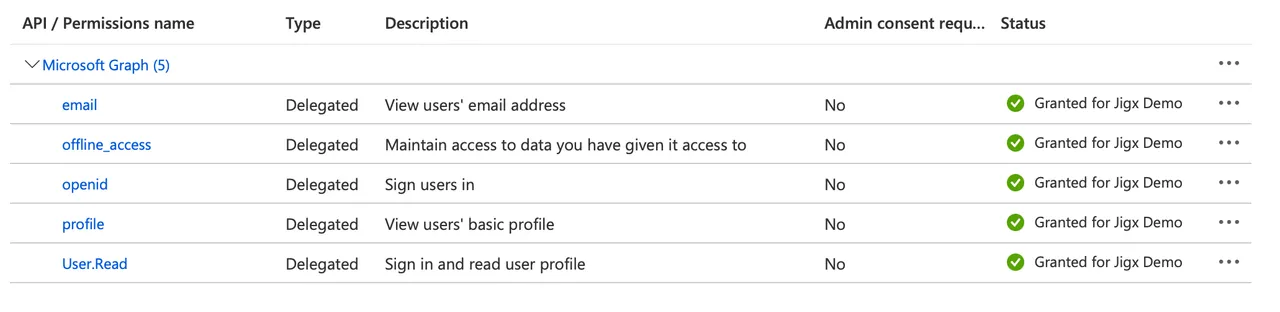 API / Permissions name Type Description Admin consent requ... Status
Microsoft Graph (5) ...
email Delegated View users' email address No Granted for Jigx Demo ...
offline_access Delegated Maintain access to data you have given it access to No Granted for Jigx Demo ...
openid Delegated Sign users in No Granted for Jigx Demo ...
profile Delegated View users' basic profile No Granted for Jigx Demo ...
User.Read Delegated Sign in and read user profile No Granted for Jigx Demo ...